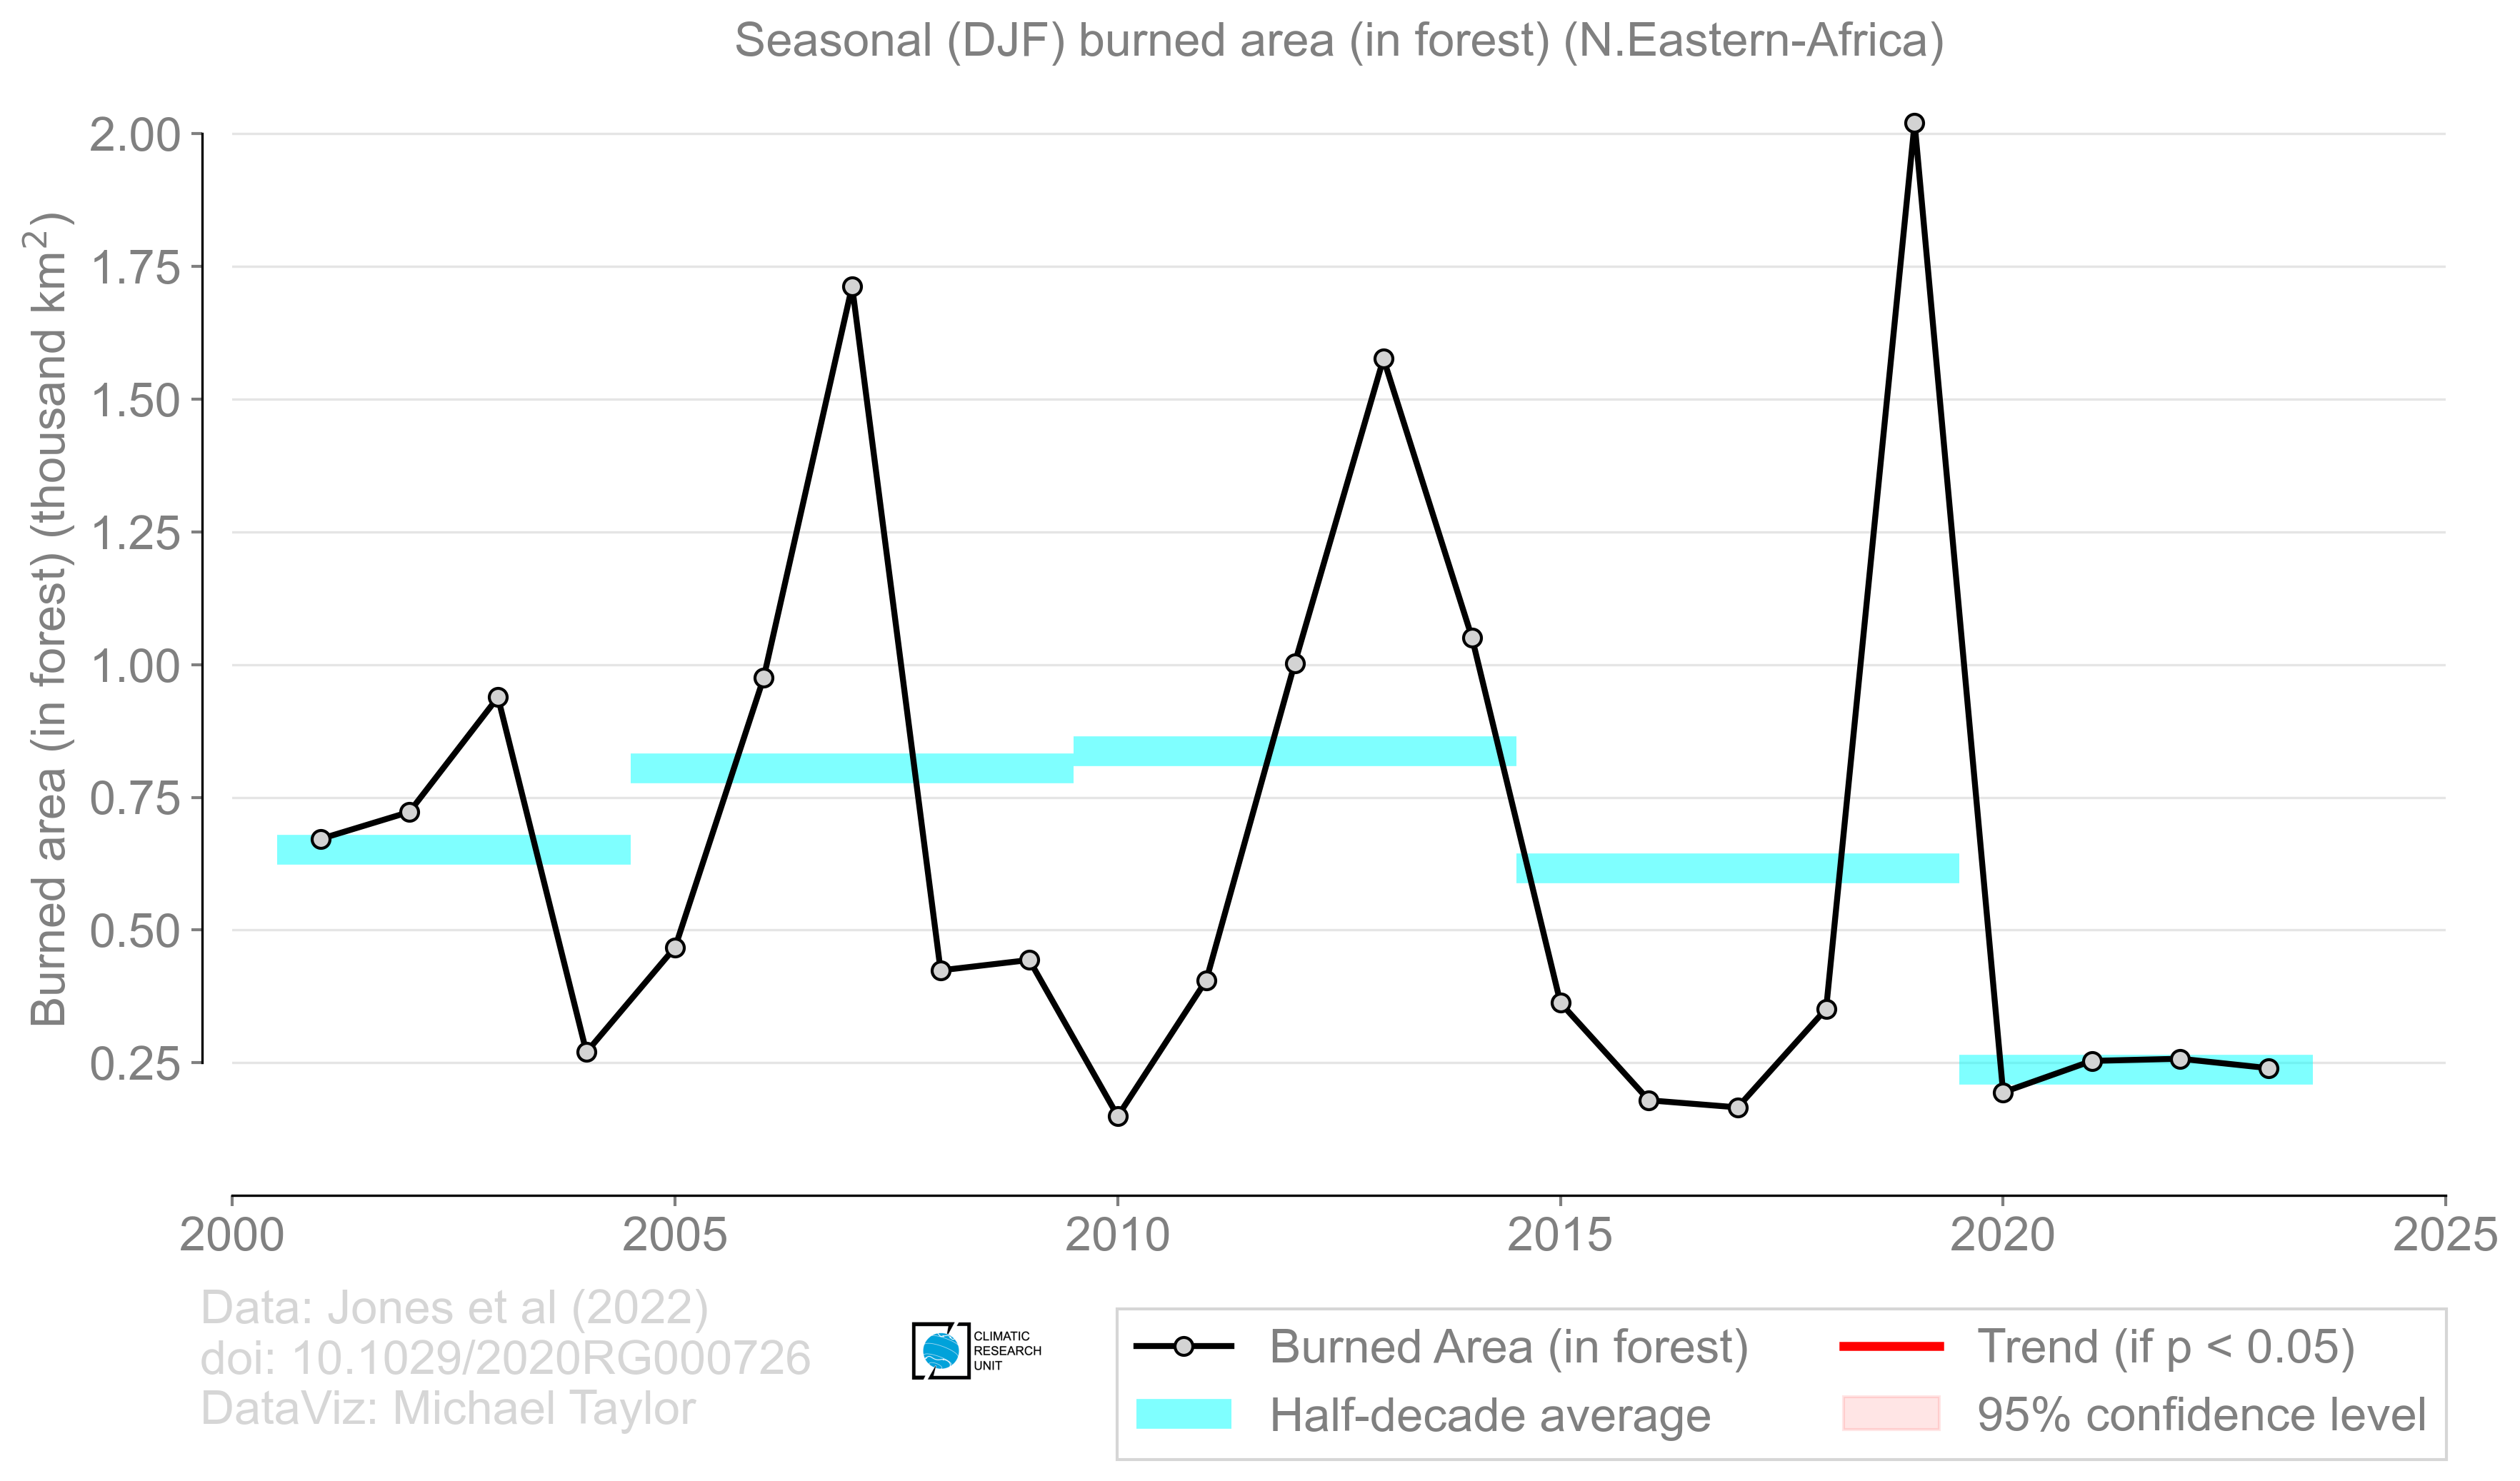 Seasonal (DJF) burned area (in forest) (N.Eastern-Africa)
Burned area (in forest) (thousand km²)
2.00
1.75
1.50
1.25
1.00
0.75
0.50
0.25
2000 2005 2010 2015 2020 2025
Data: Jones et al (2022)
doi: 10.1029/2020RG000726
DataViz: Michael Taylor
CLIMATIC
RESEARCH
UNIT
Burned Area (in forest)
Half-decade average
Trend (if p < 0.05)
95% confidence level